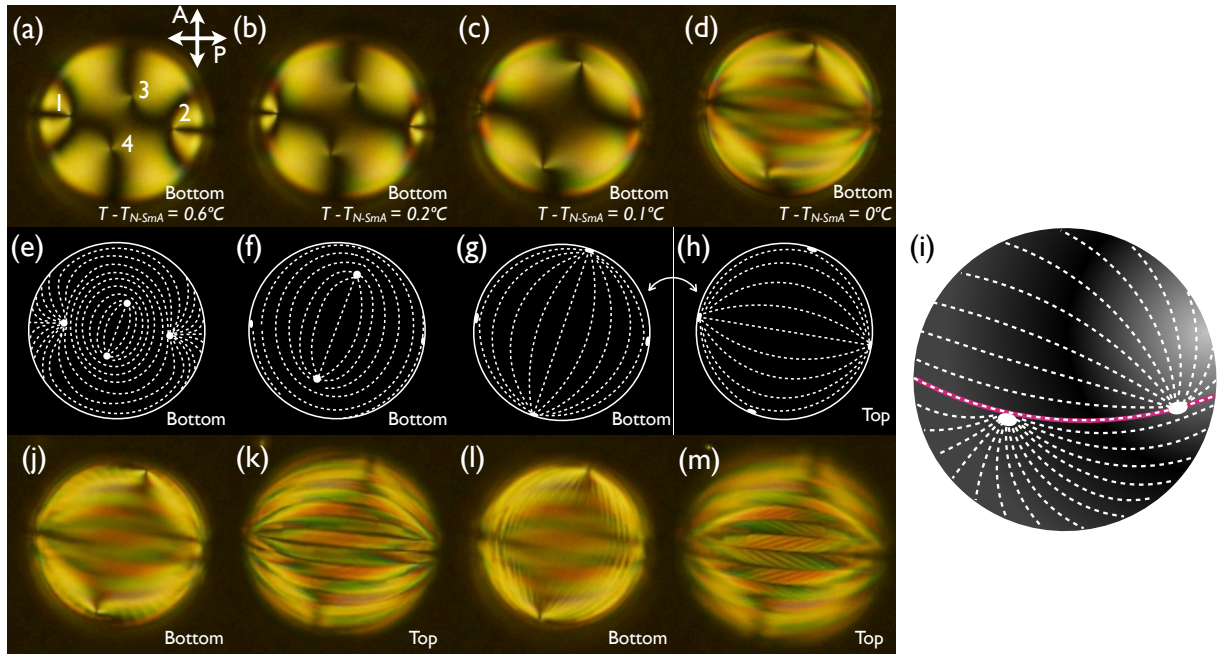 (a)
A
P
1
3
2
4
Bottom
T - T_N-SmA = 0.6°C
(b)
Bottom
T - T_N-SmA = 0.2°C
(c)
Bottom
T - T_N-SmA = 0.1°C
(d)
Bottom
T - T_N-SmA = 0°C
(e)
Bottom
(f)
Bottom
(g)
Bottom
(h)
Top
(i)
(j)
Bottom
(k)
Top
(l)
Bottom
(m)
Top